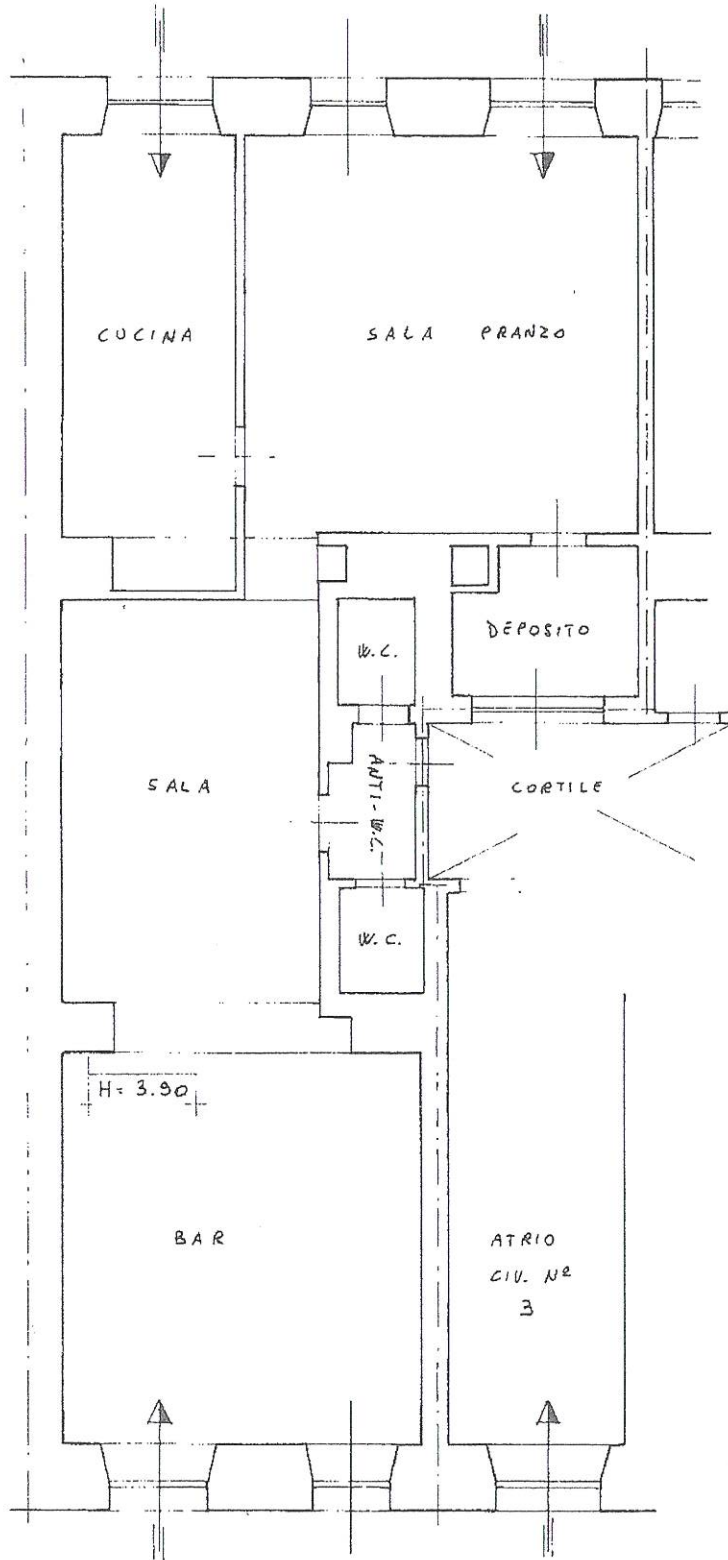 CUCINA
SALA PRANZO
W.C.
DEPOSITO
SALA
ANTI-W.C.
CORTILE
W.C.
H= 3.90
BAR
ATRIO
CIV. Nº
3